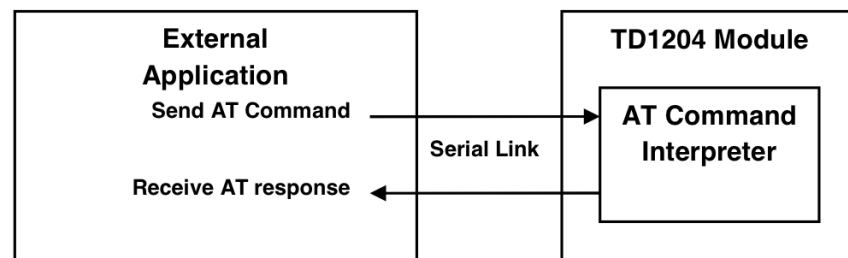 External
Application
Send AT Command
Receive AT response
Serial Link
TD1204 Module
AT Command
Interpreter